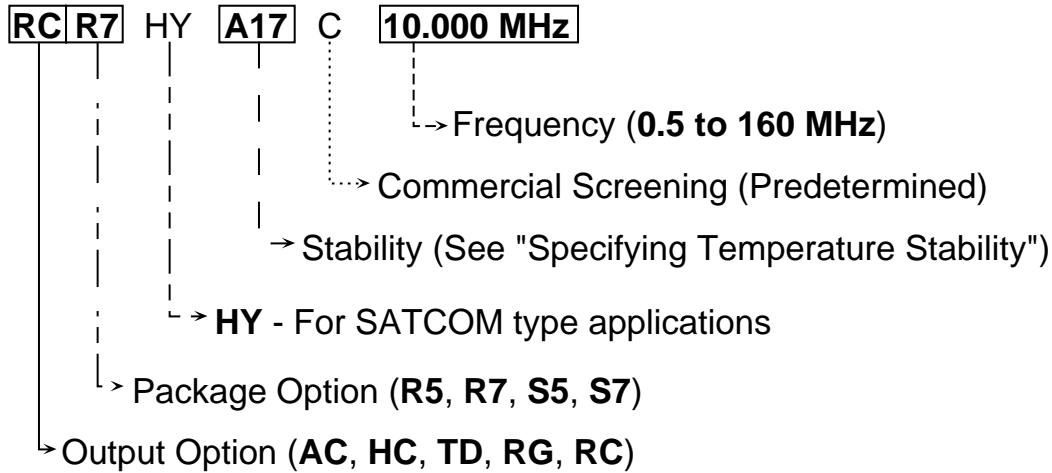 RC R7 HY A17 C 10.000 MHz
Frequency (0.5 to 160 MHz)
Commercial Screening (Predetermined)
Stability (See "Specifying Temperature Stability")
HY - For SATCOM type applications
Package Option (R5, R7, S5, S7)
Output Option (AC, HC, TD, RG, RC)